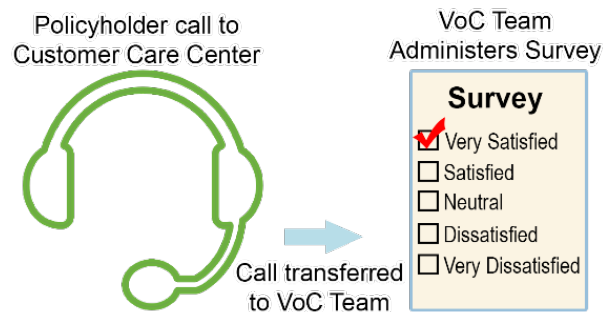 Policyholder call to
Customer Care Center
VoC Team
Administers Survey
Survey
Very Satisfied
Satisfied
Neutral
Dissatisfied
Very Dissatisfied
Call transferred
to VoC Team